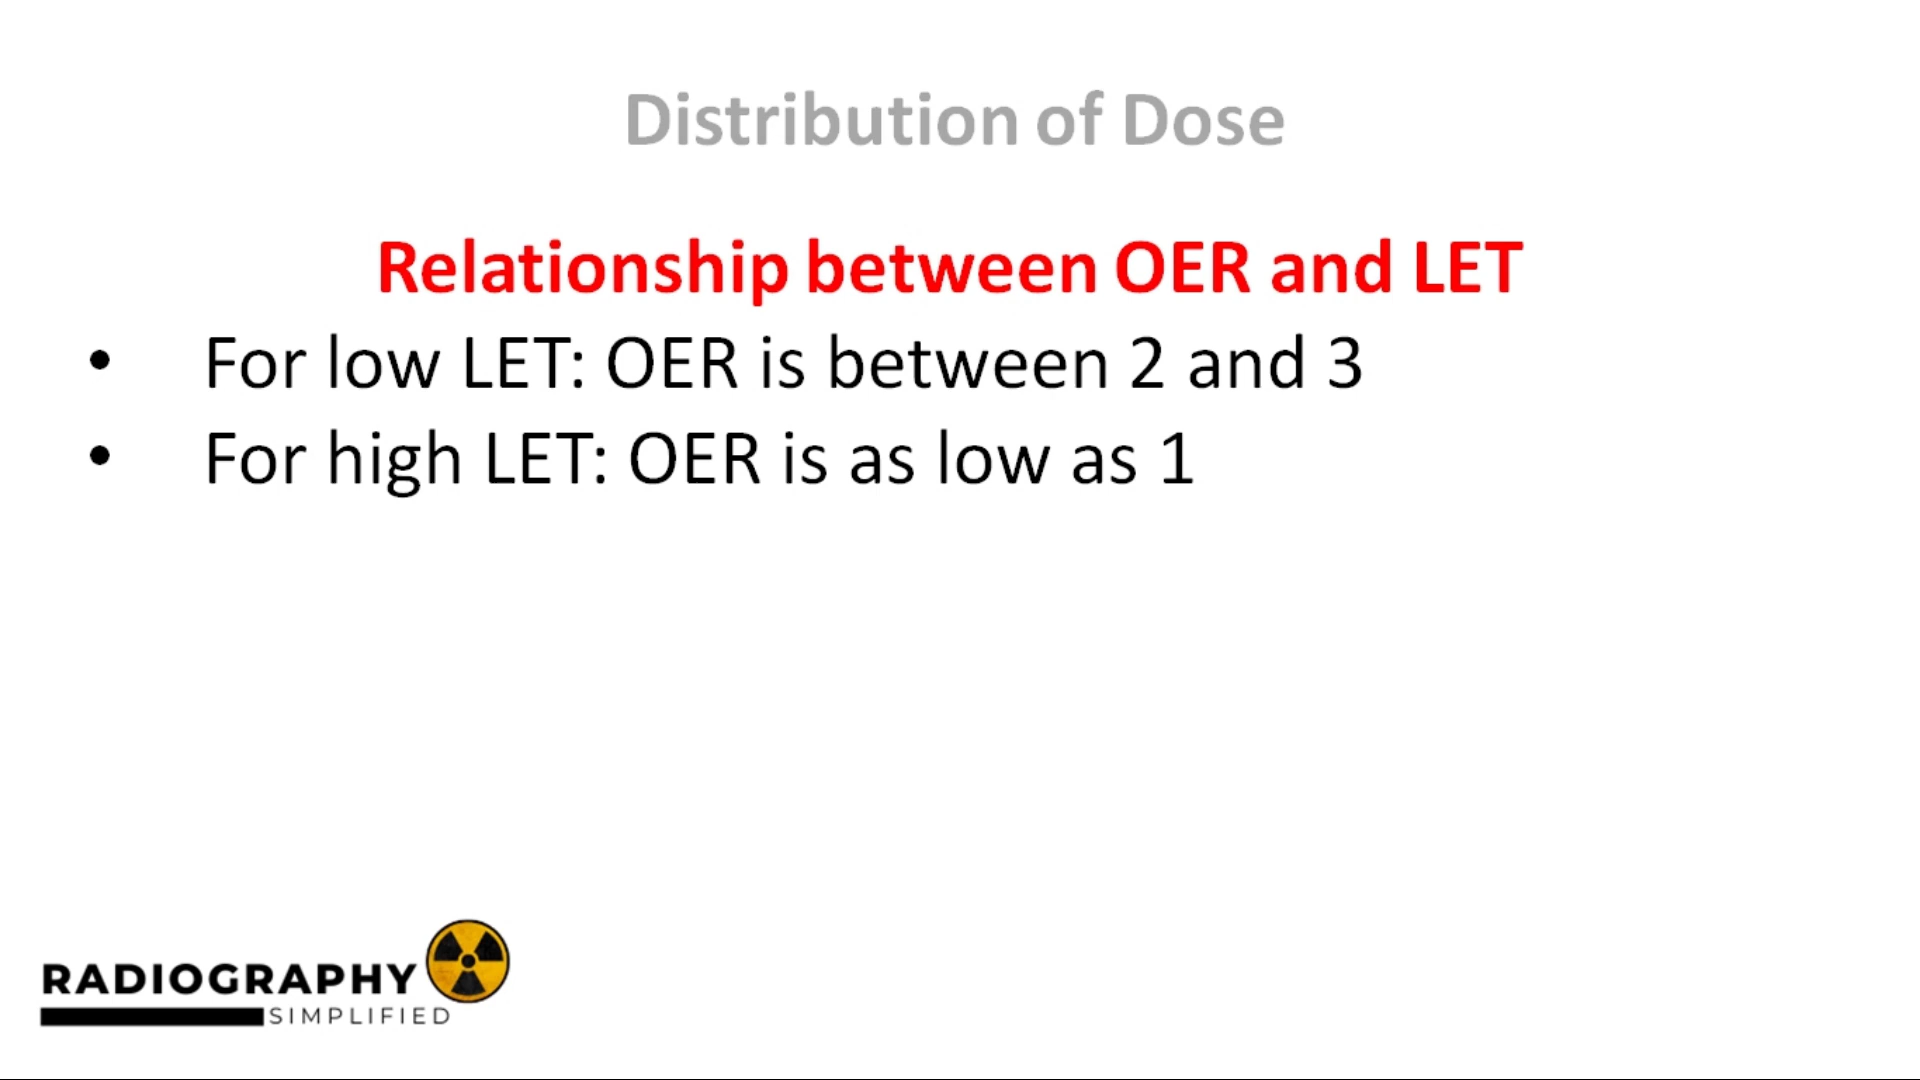 Distribution of Dose
Relationship between OER and LET
• For low LET: OER is between 2 and 3
• For high LET: OER is as low as 1
RADIOGRAPHY
SIMPLIFIED